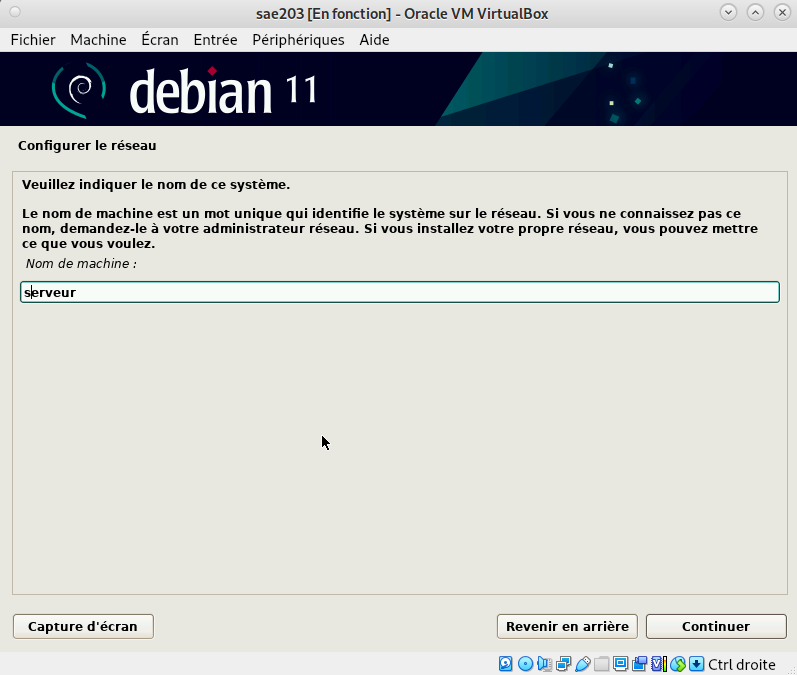 sae203 [En fonction] - Oracle VM VirtualBox
Fichier Machine Écran Entrée Périphériques Aide
debian 11
Configurer le réseau
Veuillez indiquer le nom de ce système.
Le nom de machine est un mot unique qui identifie le système sur le réseau. Si vous ne connaissez pas ce
nom, demandez-le à votre administrateur réseau. Si vous installez votre propre réseau, vous pouvez mettre
ce que vous voulez.
Nom de machine :
serveur
Capture d'écran Revenir en arrière Continuer
Ctrl droite